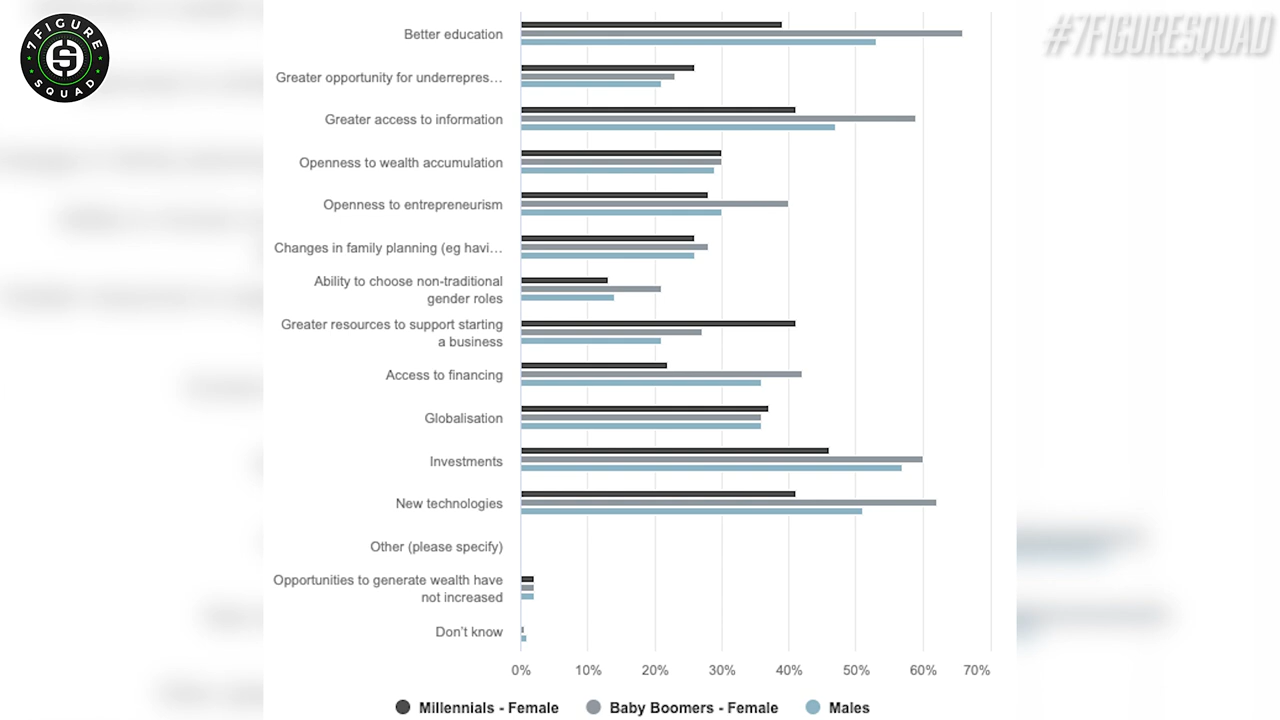 7FIGURE
SQUAD
#7FIGURESQUAD
Better education
Greater opportunity for underrepres…
Greater access to information
Openness to wealth accumulation
Openness to entrepreneurism
Changes in family planning (eg havi…
Ability to choose non-traditional
gender roles
Greater resources to support starting
a business
Access to financing
Globalisation
Investments
New technologies
Other (please specify)
Opportunities to generate wealth have
not increased
Don't know
0% 10% 20% 30% 40% 50% 60% 70%
Millennials - Female Baby Boomers - Female Males